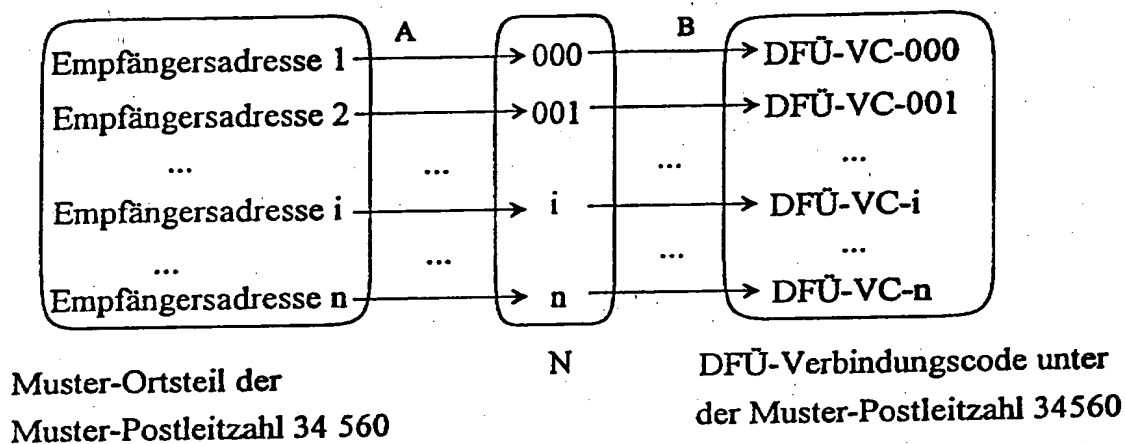 A B
Empfängersadresse 1 000 DFÜ-VC-000
Empfängersadresse 2 001 DFÜ-VC-001
... ... ... ...
Empfängersadresse i i DFÜ-VC-i
... ... ... ...
Empfängersadresse n n DFÜ-VC-n
Muster-Ortsteil der
Muster-Postleitzahl 34 560
N
DFÜ-Verbindungscode unter
der Muster-Postleitzahl 34560